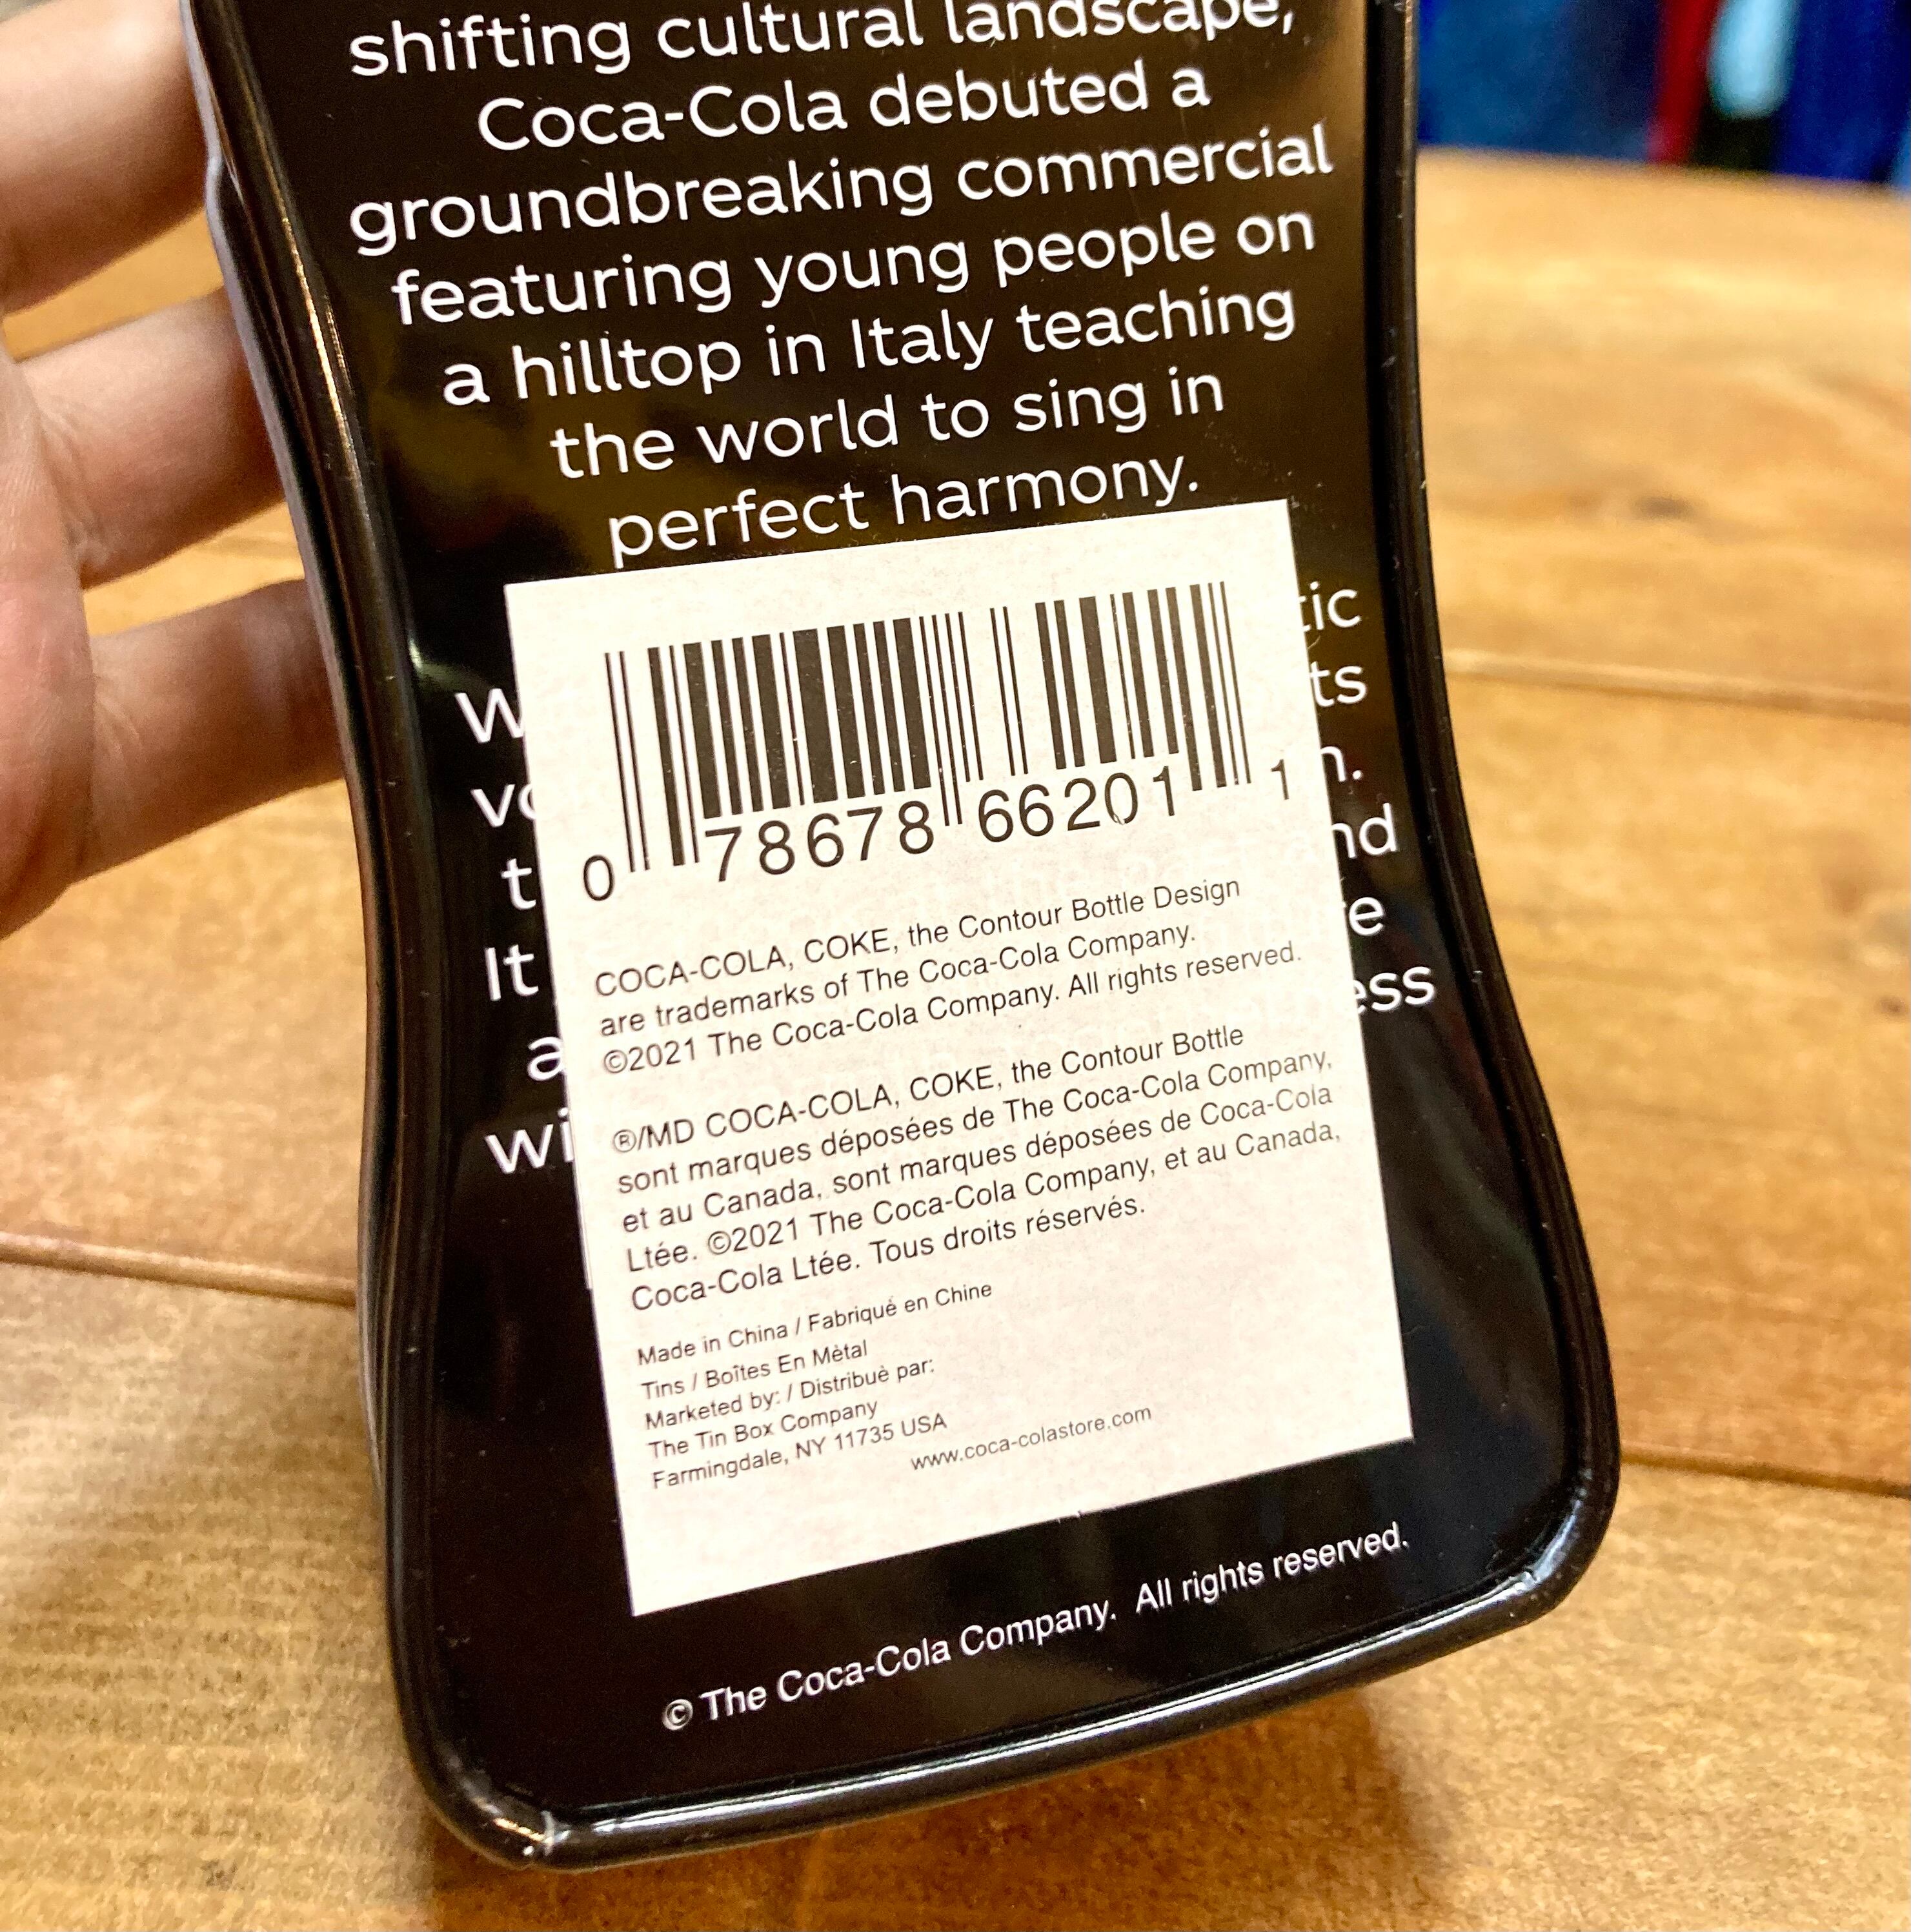 shifting cultural landscape,
Coca-Cola debuted a
groundbreaking commercial
featuring young people on
a hilltop in Italy teaching
the world to sing in
perfect harmony.
0 78678 66201 1
COCA-COLA, COKE, the Contour Bottle Design
are trademarks of The Coca-Cola Company.
©2021 The Coca-Cola Company. All rights reserved.
®/MD COCA-COLA, COKE, the Contour Bottle
sont marques déposées de The Coca-Cola Company,
et au Canada, sont marques déposées de Coca-Cola
Ltée. ©2021 The Coca-Cola Company, et au Canada,
Coca-Cola Ltée. Tous droits réservés.
Made in China / Fabriquè en Chine
Tins / Boîtes En Mètal
Marketed by: / Distribuè par:
The Tin Box Company
Farmingdale, NY 11735 USA
www.coca-colastore.com
© The Coca-Cola Company. All rights reserved.